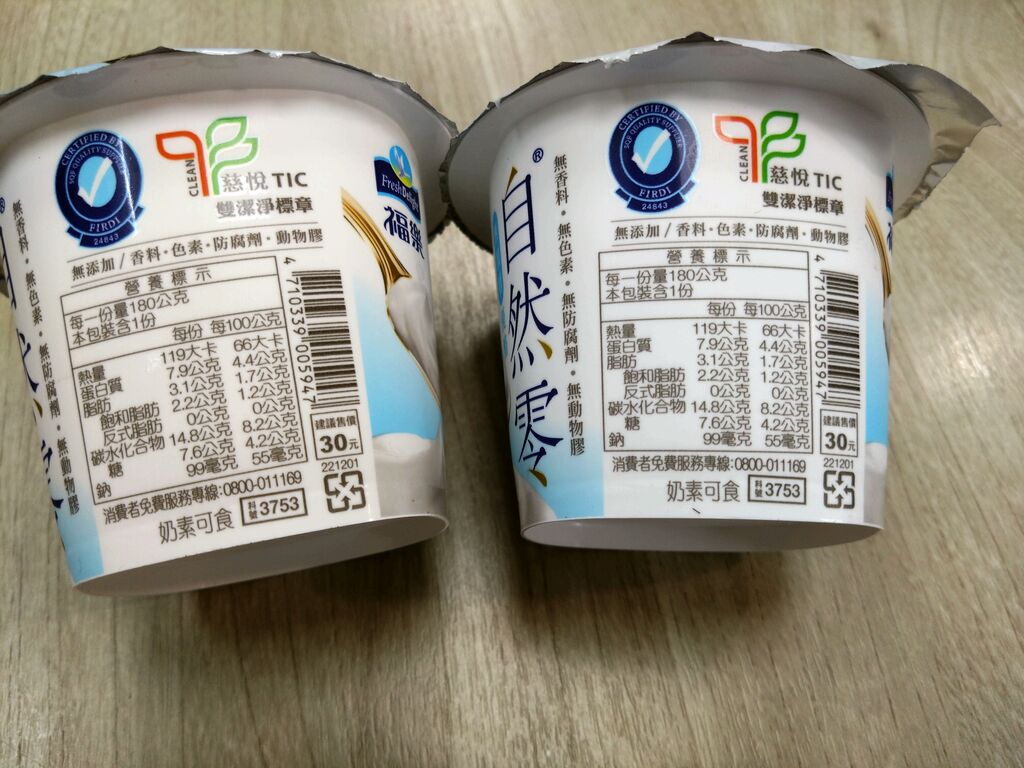 CERTIFIED BY
SQF QUALITY SUPPLIER
FIRDI
24843
CLEAN
慈悅 TIC
雙潔淨標章
Fresh Delight
福樂
無香料・無色素・無防腐劑・無動物膠
無添加/香料・色素・防腐劑・動物膠
營養標示
每一份量180公克
本包裝含1份
每份 每100公克
熱量 119大卡 66大卡
蛋白質 7.9公克 4.4公克
脂肪 3.1公克 1.7公克
飽和脂肪 2.2公克 1.2公克
反式脂肪 0公克 0公克
碳水化合物 14.8公克 8.2公克
糖 7.6公克 4.2公克
鈉 99毫克 55毫克
4 710339 005947
建議售價
30元
221201
消費者免費服務專線:0800-011169
奶素可食
料號 3753
CERTIFIED BY
SQF QUALITY SUPPLIER
FIRDI
24843
CLEAN
慈悅 TIC
雙潔淨標章
自然零®
無香料・無色素・無防腐劑・無動物膠
無添加/香料・色素・防腐劑・動物膠
營養標示
每一份量180公克
本包裝含1份
每份 每100公克
熱量 119大卡 66大卡
蛋白質 7.9公克 4.4公克
脂肪 3.1公克 1.7公克
飽和脂肪 2.2公克 1.2公克
反式脂肪 0公克 0公克
碳水化合物 14.8公克 8.2公克
糖 7.6公克 4.2公克
鈉 99毫克 55毫克
4 710339 005947
建議售價
30元
221201
消費者免費服務專線:0800-011169
奶素可食
料號 3753